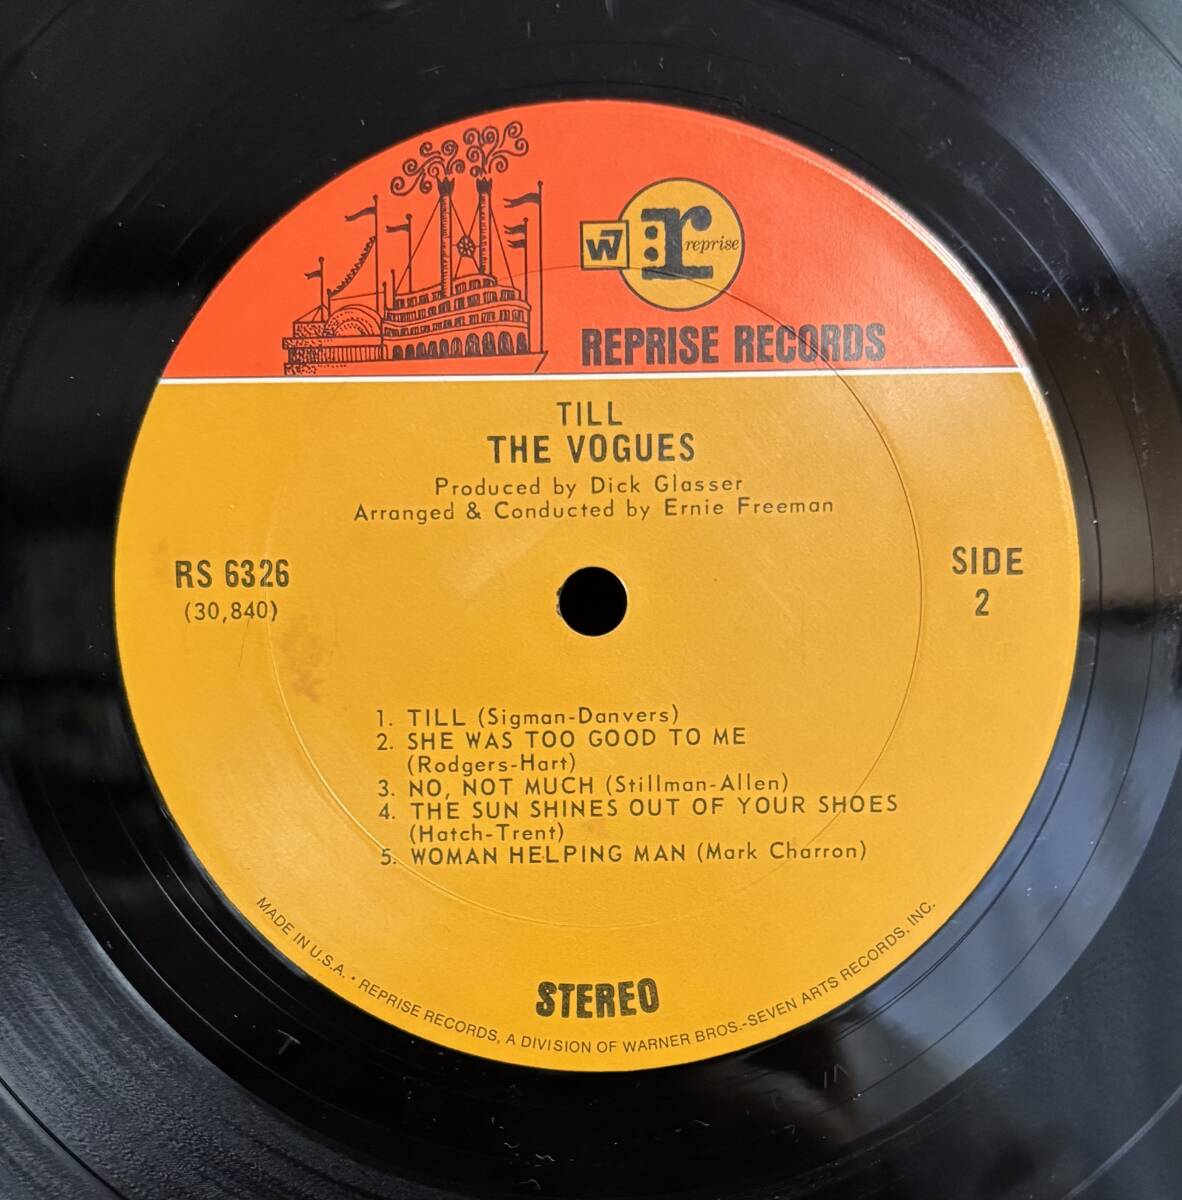 W7
r
reprise
REPRISE RECORDS
TILL
THE VOGUES
Produced by Dick Glasser
Arranged & Conducted by Ernie Freeman
RS 6326
(30,840)
SIDE
2
1. TILL (Sigman-Danvers)
2. SHE WAS TOO GOOD TO ME
(Rodgers-Hart)
3. NO, NOT MUCH (Stillman-Allen)
4. THE SUN SHINES OUT OF YOUR SHOES
(Hatch-Trent)
5. WOMAN HELPING MAN (Mark Charron)
STEREO
MADE IN U.S.A. • REPRISE RECORDS, A DIVISION OF WARNER BROS.-SEVEN ARTS RECORDS, INC.